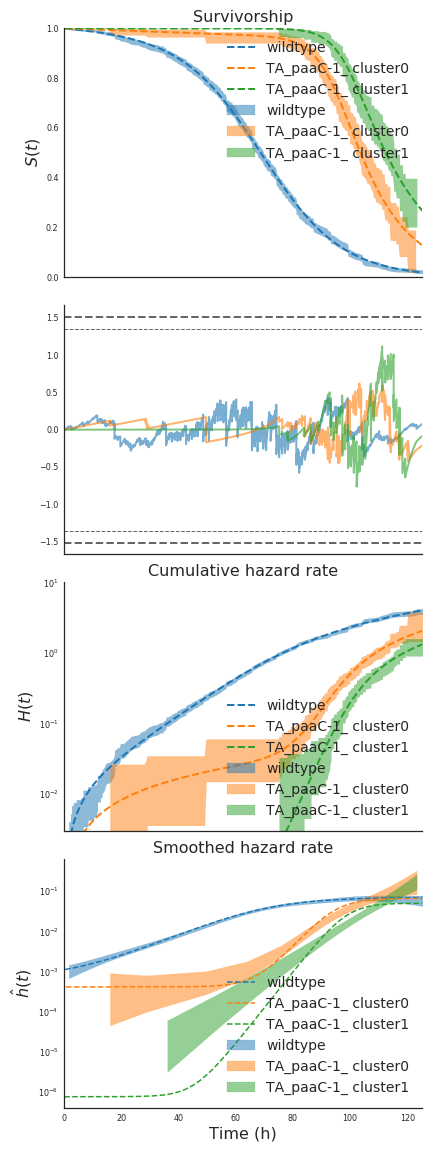 Survivorship
1.0
0.8
0.6
0.4
0.2
0.0
S(t)
wildtype
TA_paaC-1_ cluster0
TA_paaC-1_ cluster1
wildtype
TA_paaC-1_ cluster0
TA_paaC-1_ cluster1
1.5
1.0
0.5
0.0
−0.5
−1.0
−1.5
Cumulative hazard rate
10¹
10⁰
10⁻¹
10⁻²
H(t)
wildtype
TA_paaC-1_ cluster0
TA_paaC-1_ cluster1
wildtype
TA_paaC-1_ cluster0
TA_paaC-1_ cluster1
Smoothed hazard rate
10⁻¹
10⁻²
10⁻³
10⁻⁴
10⁻⁵
10⁻⁶
ĥ(t)
wildtype
TA_paaC-1_ cluster0
TA_paaC-1_ cluster1
wildtype
TA_paaC-1_ cluster0
TA_paaC-1_ cluster1
0 20 40 60 80 100 120
Time (h)